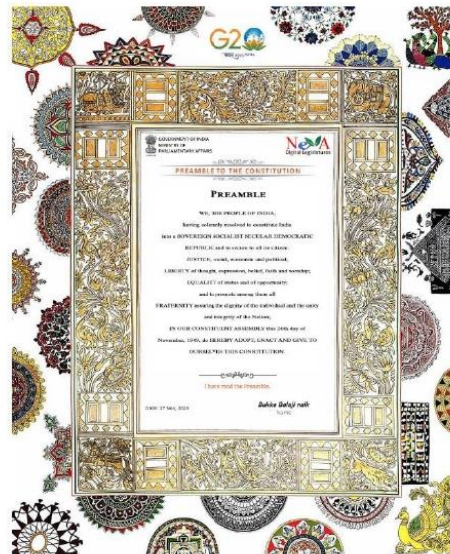 G20
GOVERNMENT OF INDIA
MINISTRY OF
PARLIAMENTARY AFFAIRS
NeVA
Digital Legislatures
PREAMBLE TO THE CONSTITUTION
PREAMBLE
WE, THE PEOPLE OF INDIA,
having solemnly resolved to constitute India
into a SOVEREIGN SOCIALIST SECULAR DEMOCRATIC
REPUBLIC and to secure to all its citizens
JUSTICE, social, economic and political;
LIBERTY of thought, expression, belief, faith and worship;
EQUALITY of status and of opportunity;
and to promote among them all
FRATERNITY assuring the dignity of the individual and the unity
and integrity of the Nation;
IN OUR CONSTITUENT ASSEMBLY this 26th day of
November, 1949, do HEREBY ADOPT, ENACT AND GIVE TO
OURSELVES THIS CONSTITUTION
I have read the Preamble.
Bukke Balaji naik